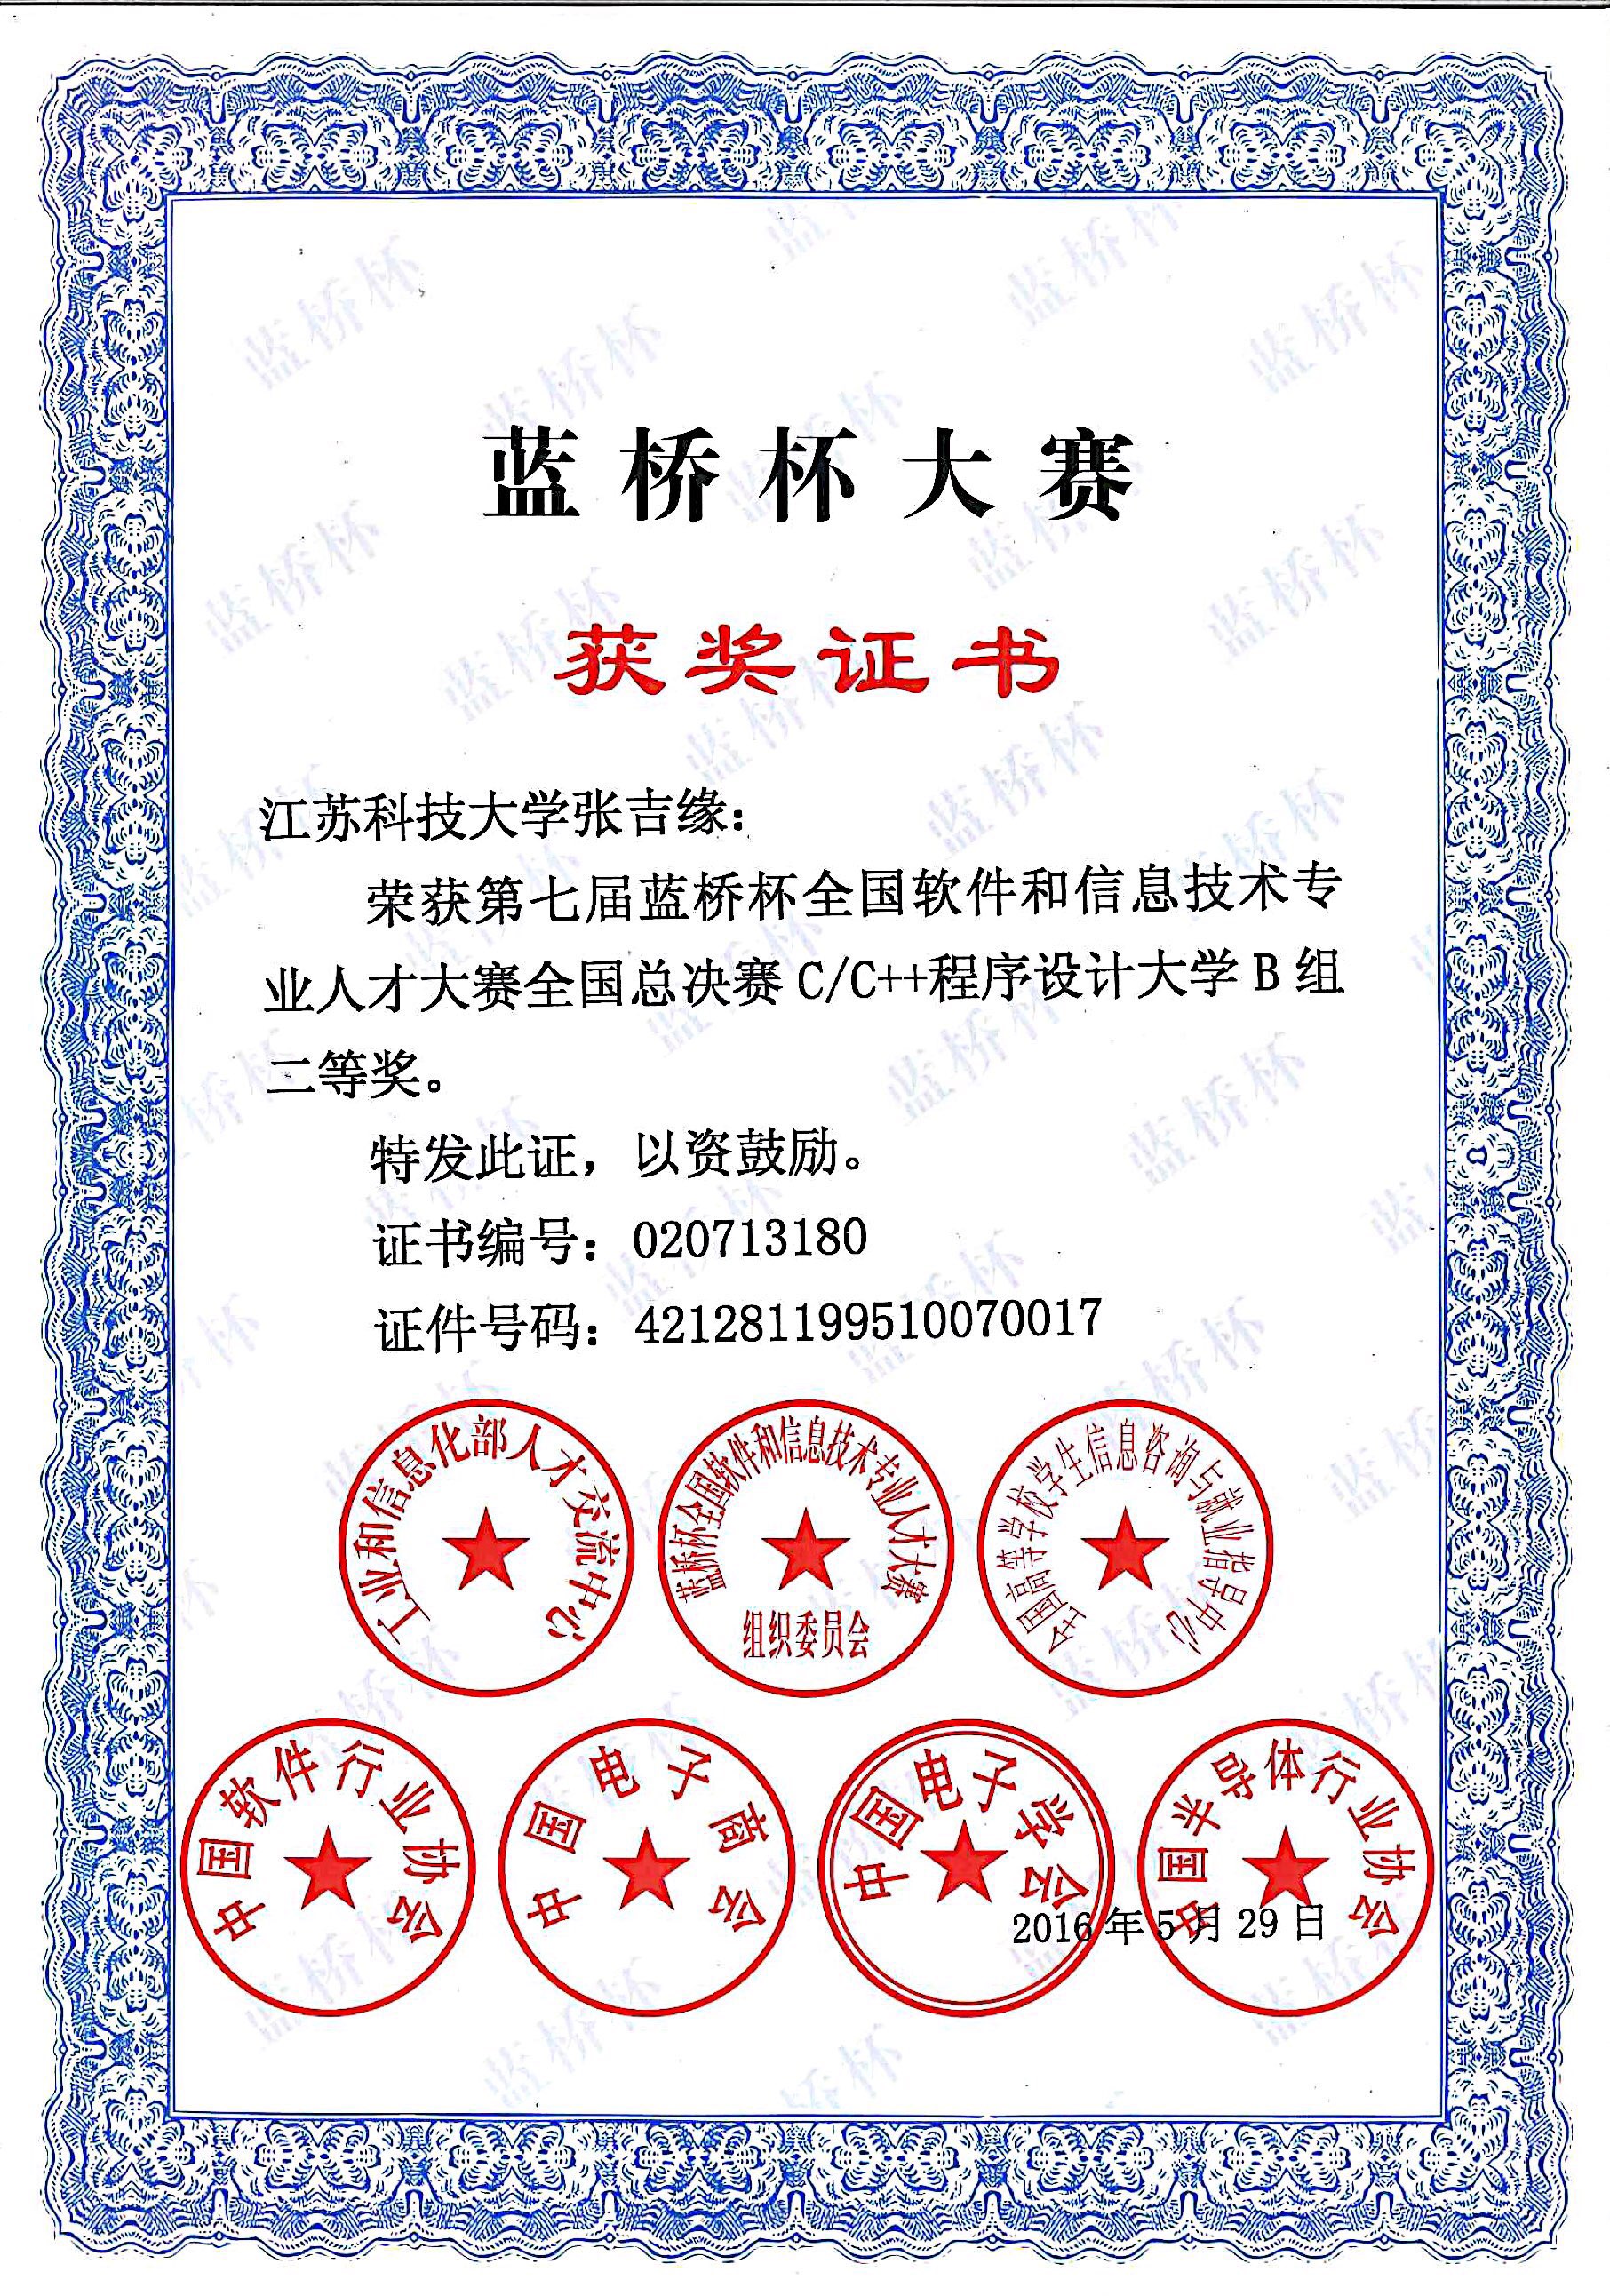 蓝桥杯大赛
获奖证书
江苏科技大学张吉缘：
荣获第七届蓝桥杯全国软件和信息技术专
业人才大赛全国总决赛 C/C++程序设计大学 B 组
二等奖。
特发此证，以资鼓励。
证书编号：020713180
证件号码：421281199510070017
工业和信息化部人才交流中心
蓝桥杯全国软件和信息技术专业人才大赛
组织委员会
全国高等学校学生信息咨询与就业指导中心
中国软件行业协会
中国电子商会
中国电子学会
中国半导体行业协会
2016 年 5 月 29 日
蓝桥杯